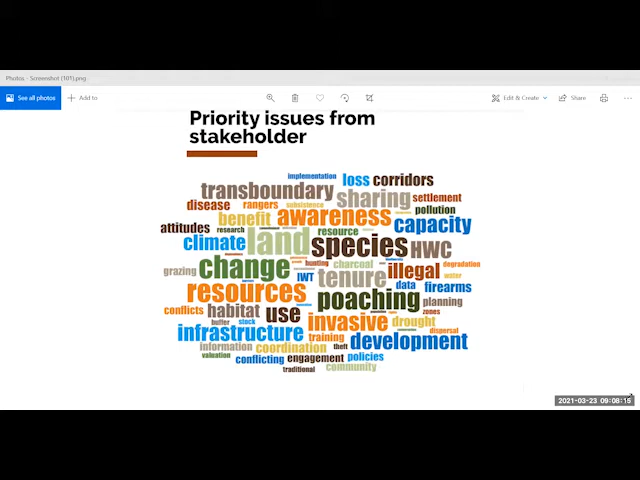 Photos - Screenshot (101).png
See all photos
Add to
Edit & Create
Share
Priority issues from
stakeholder
implementation
loss corridors
transboundary
sharing settlement
disease rangers subsistence
pollution
benefit awareness
capacity
attitudes research
resource
climate land species HWC
change
charcoal
degradation
grazing
hunting
IWT tenure illegal water
data firearms
resources
poaching planning
conflicts habitat use
zones
buffer stock
invasive drought
dispersal
infrastructure training
development
information coordination theft
valuation
conflicting engagement policies
traditional community
2021-03-23 09:08:15